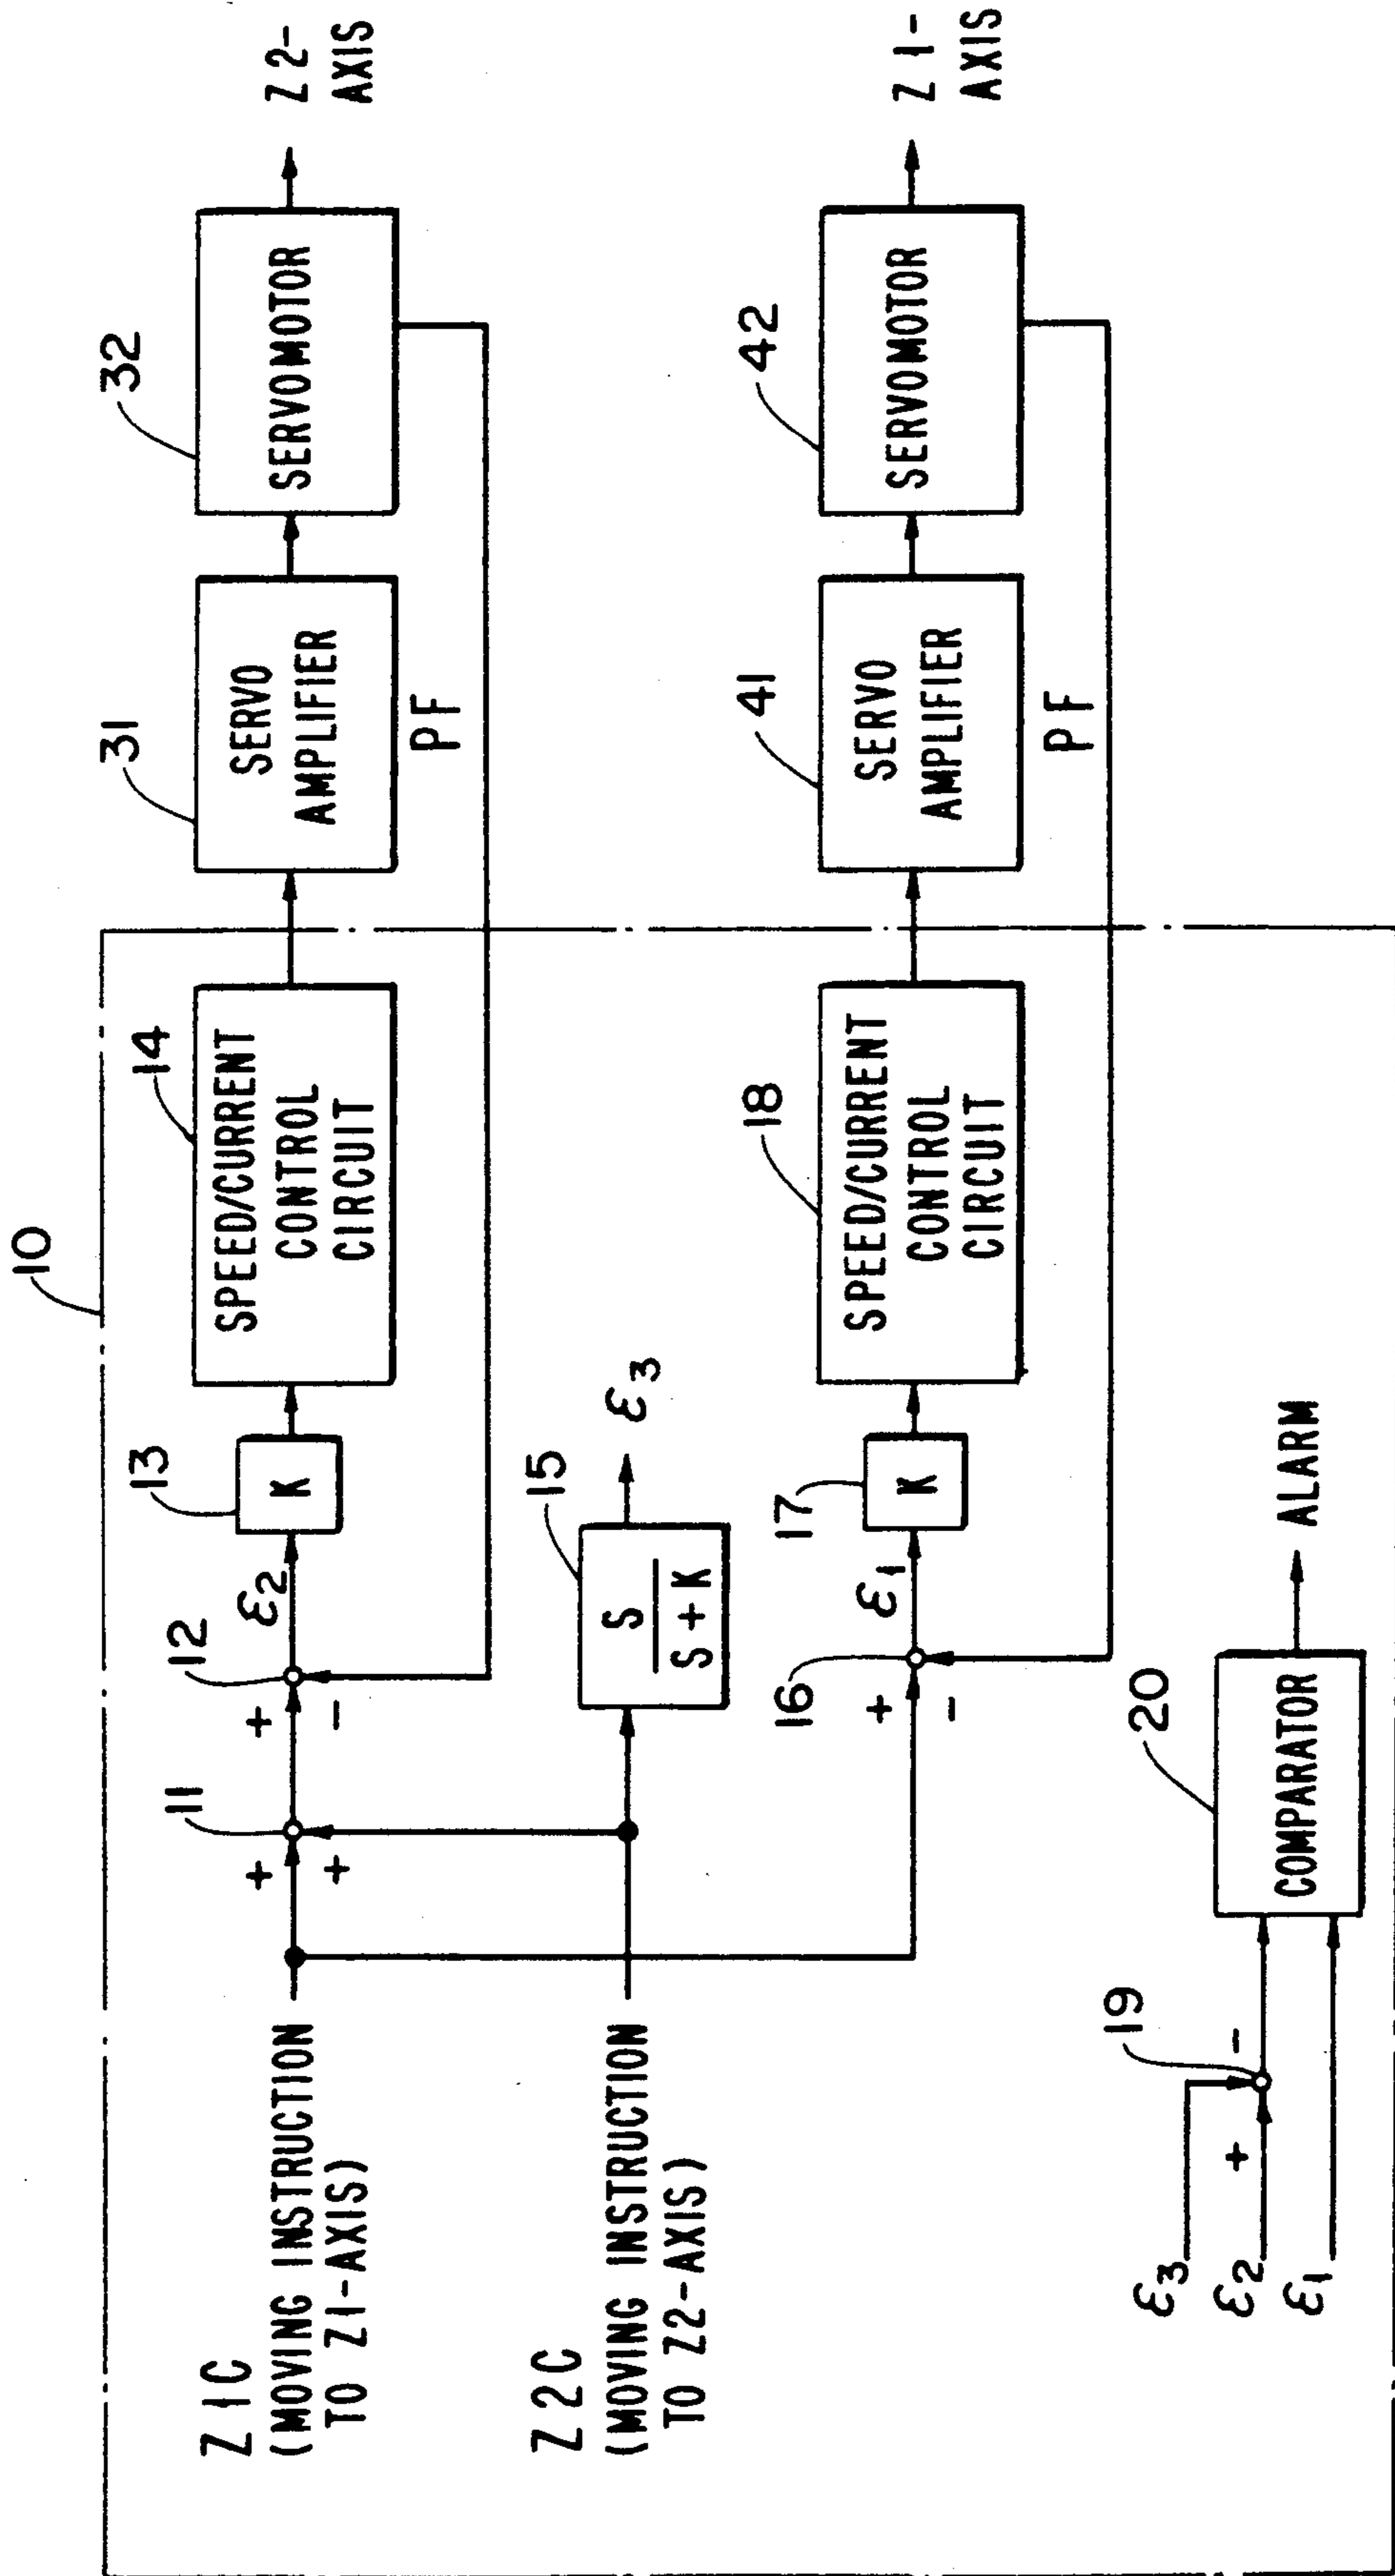 10
Z1C
(MOVING INSTRUCTION
TO Z1-AXIS)
+
+
11
+
-
12
ε2
13
K
14
SPEED/CURRENT
CONTROL
CIRCUIT
31
SERVO
AMPLIFIER
32
SERVOMOTOR
Z2-
AXIS
PF
Z2C
(MOVING INSTRUCTION
TO Z2-AXIS)
15
S
S+K
ε3
16
+
-
ε1
17
K
18
SPEED/CURRENT
CONTROL
CIRCUIT
41
SERVO
AMPLIFIER
42
SERVOMOTOR
Z1-
AXIS
PF
ε3
ε2
ε1
+
-
19
20
COMPARATOR
ALARM